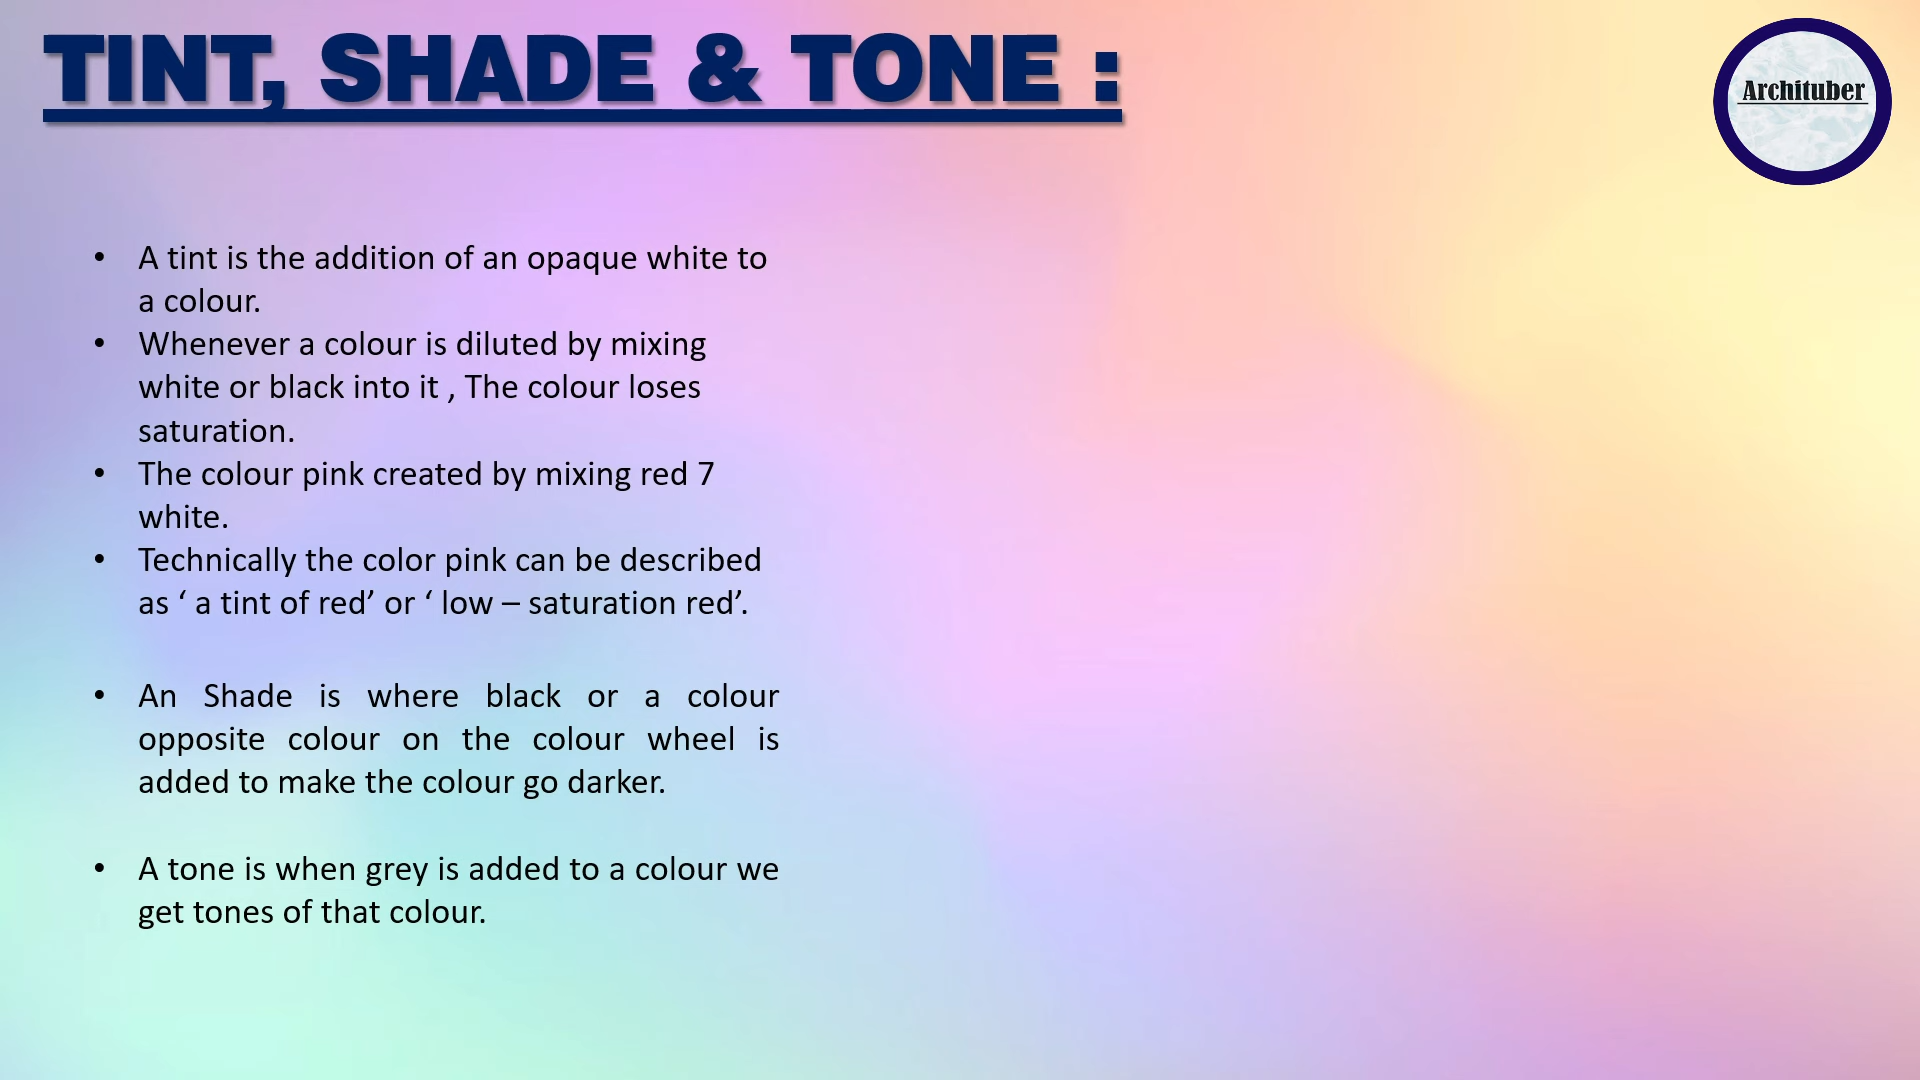 TINT, SHADE & TONE :
Archituber
• A tint is the addition of an opaque white to
a colour.
• Whenever a colour is diluted by mixing
white or black into it , The colour loses
saturation.
• The colour pink created by mixing red 7
white.
• Technically the color pink can be described
as ‘ a tint of red’ or ‘ low – saturation red’.
• An Shade is where black or a colour
opposite colour on the colour wheel is
added to make the colour go darker.
• A tone is when grey is added to a colour we
get tones of that colour.